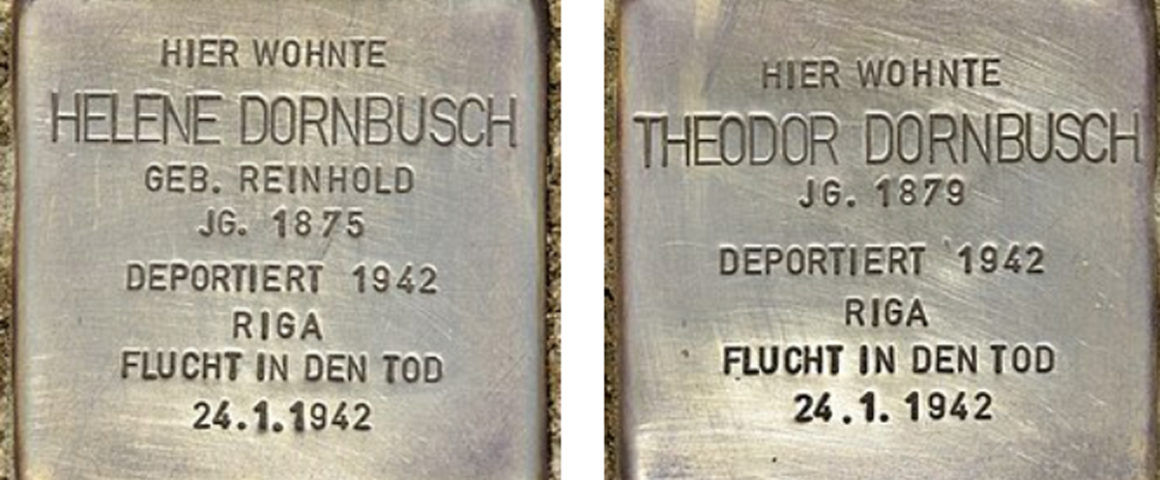 HIER WOHNTE
HELENE DORNBUSCH
GEB. REINHOLD
JG. 1875
DEPORTIERT 1942
RIGA
FLUCHT IN DEN TOD
24.1.1942
HIER WOHNTE
THEODOR DORNBUSCH
JG. 1879
DEPORTIERT 1942
RIGA
FLUCHT IN DEN TOD
24.1.1942